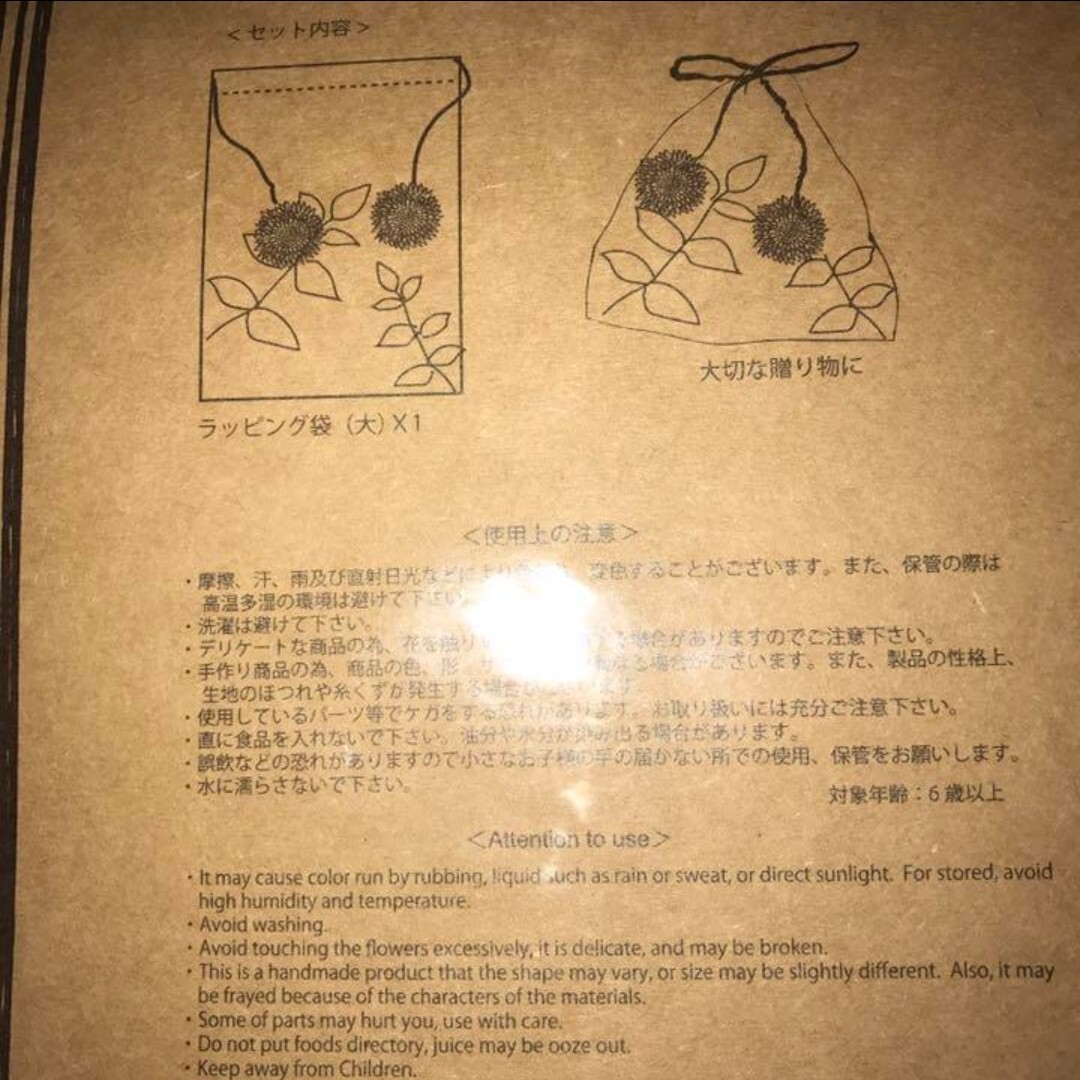 ＜セット内容＞
ラッピング袋（大）X 1
大切な贈り物に
＜使用上の注意＞
・摩擦、汗、雨及び直射日光などにより 変色することがございます。また、保管の際は
高温多湿の環境は避けて下さい。
・洗濯は避けて下さい。
・デリケートな商品の為、花を触り 場合がありますのでご注意下さい。
・手作り商品の為、商品の色、形 場合がございます。また、製品の性格上、
生地のほつれや糸くずが発生する場合がございます
・使用しているパーツ等でケガをする恐れがあります。お取り扱いには充分ご注意下さい。
・直に食品を入れないで下さい。油分や水分が染み出る場合があります。
・誤飲などの恐れがありますので小さなお子様の手の届かない所での使用、保管をお願いします。
・水に濡らさないで下さい。
対象年齢：6 歳以上
＜Attention to use＞
・It may cause color run by rubbing, liquid such as rain or sweat, or direct sunlight. For stored, avoid
high humidity and temperature.
・Avoid washing.
・Avoid touching the flowers excessively, it is delicate, and may be broken.
・This is a handmade product that the shape may vary, or size may be slightly different. Also, it may
be frayed because of the characters of the materials.
・Some of parts may hurt you, use with care.
・Do not put foods directory, juice may be ooze out.
・Keep away from Children.